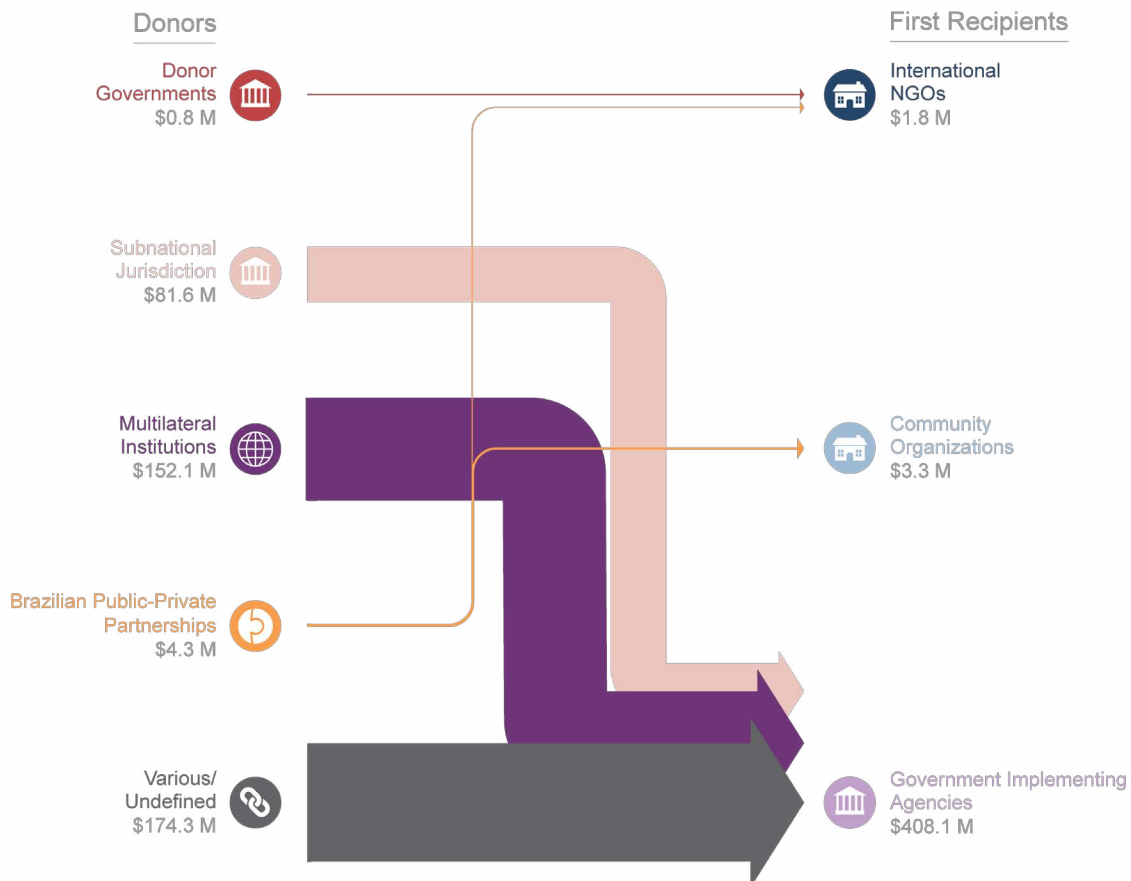 Donors
First Recipients
Donor
Governments
$0.8 M
International
NGOs
$1.8 M
Subnational
Jurisdiction
$81.6 M
Multilateral
Institutions
$152.1 M
Community
Organizations
$3.3 M
Brazilian Public-Private
Partnerships
$4.3 M
Various/
Undefined
$174.3 M
Government Implementing
Agencies
$408.1 M